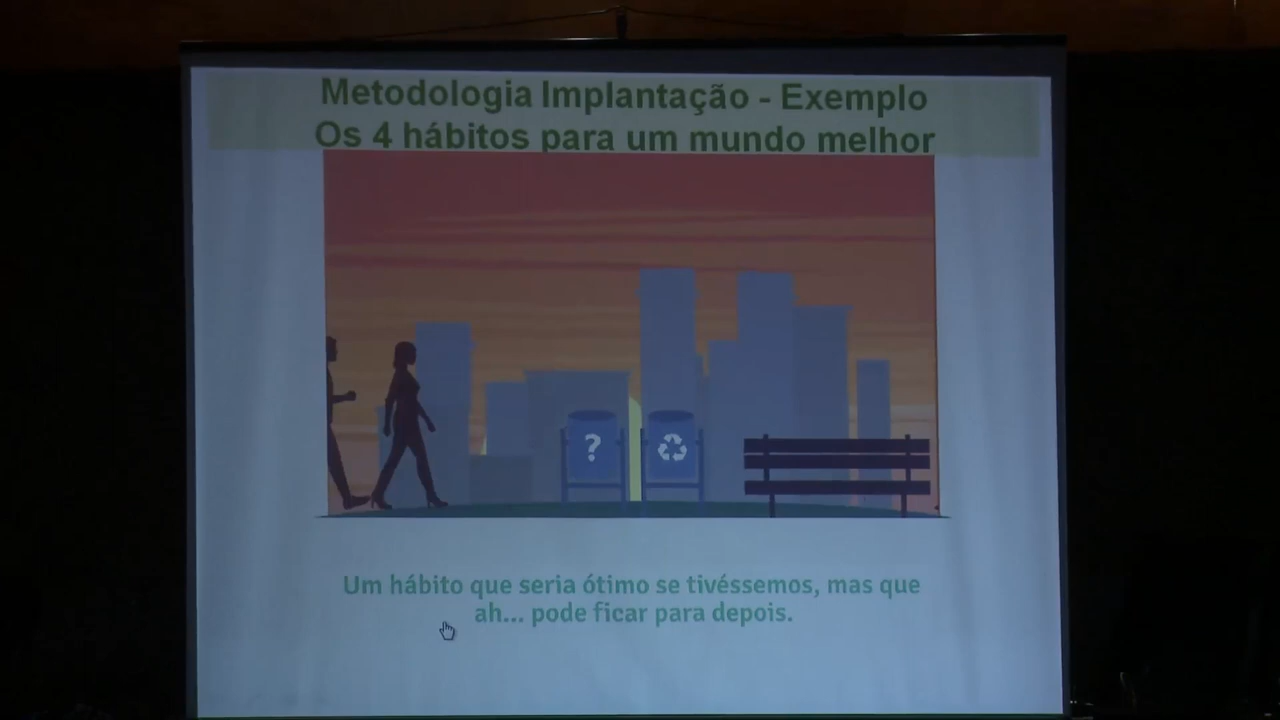 Metodologia Implantação - Exemplo
Os 4 hábitos para um mundo melhor
?
Um hábito que seria ótimo se tivéssemos, mas que
ah... pode ficar para depois.